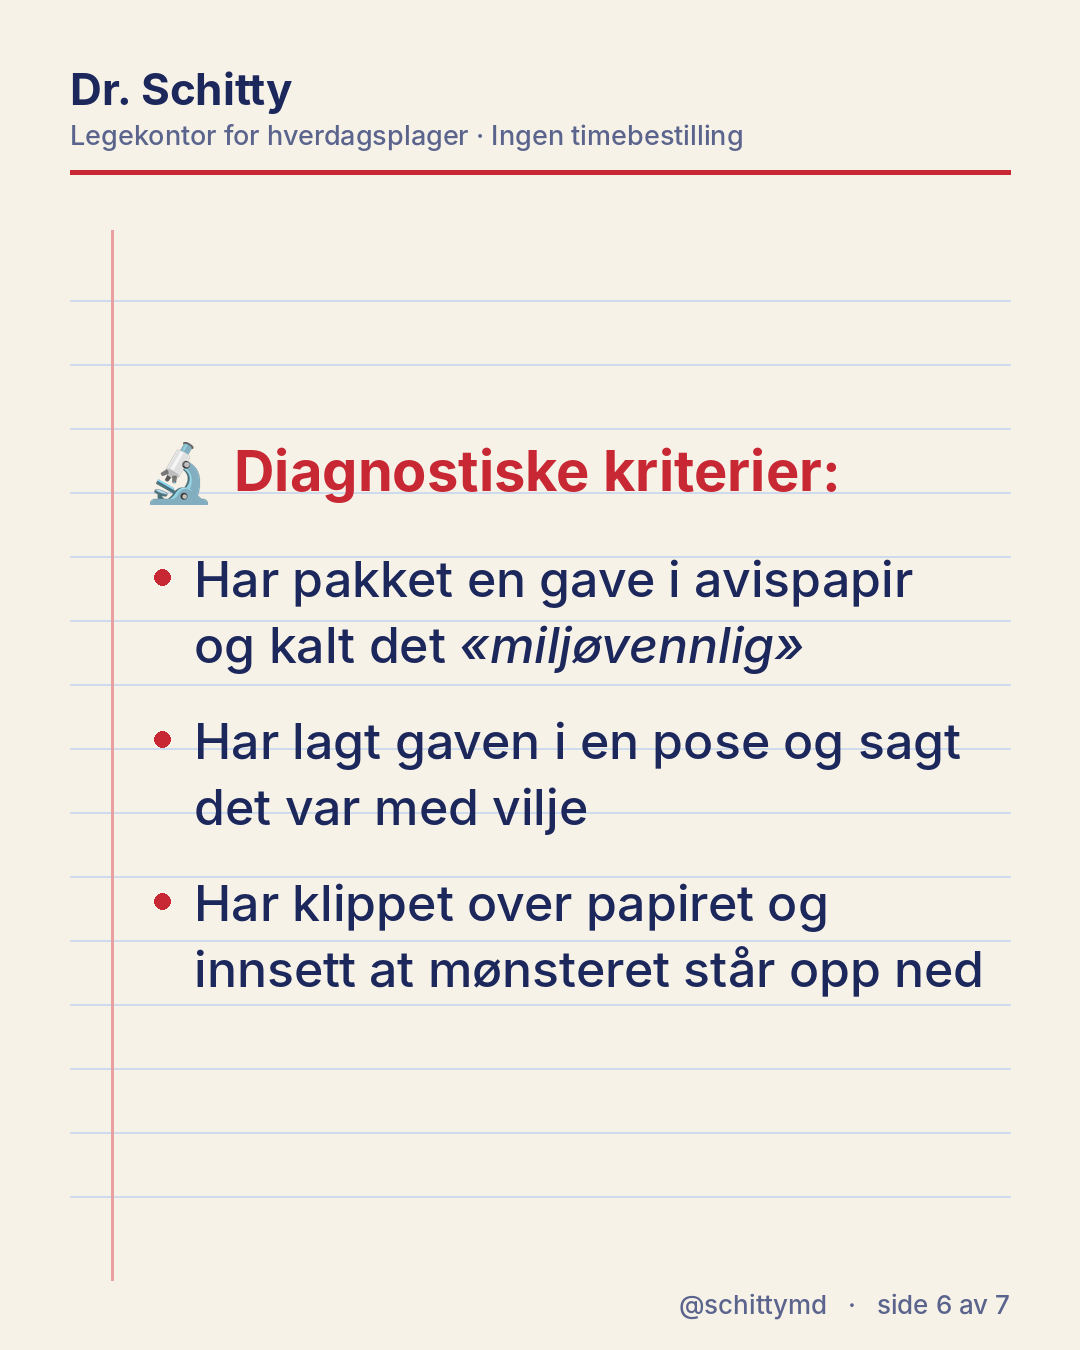 Dr. Schitty
Legekontor for hverdagsplager · Ingen timebestilling
🔬 Diagnostiske kriterier:
• Har pakket en gave i avispapir
og kalt det «miljøvennlig»
• Har lagt gaven i en pose og sagt
det var med vilje
• Har klippet over papiret og
innsett at mønsteret står opp ned
@schittymd · side 6 av 7